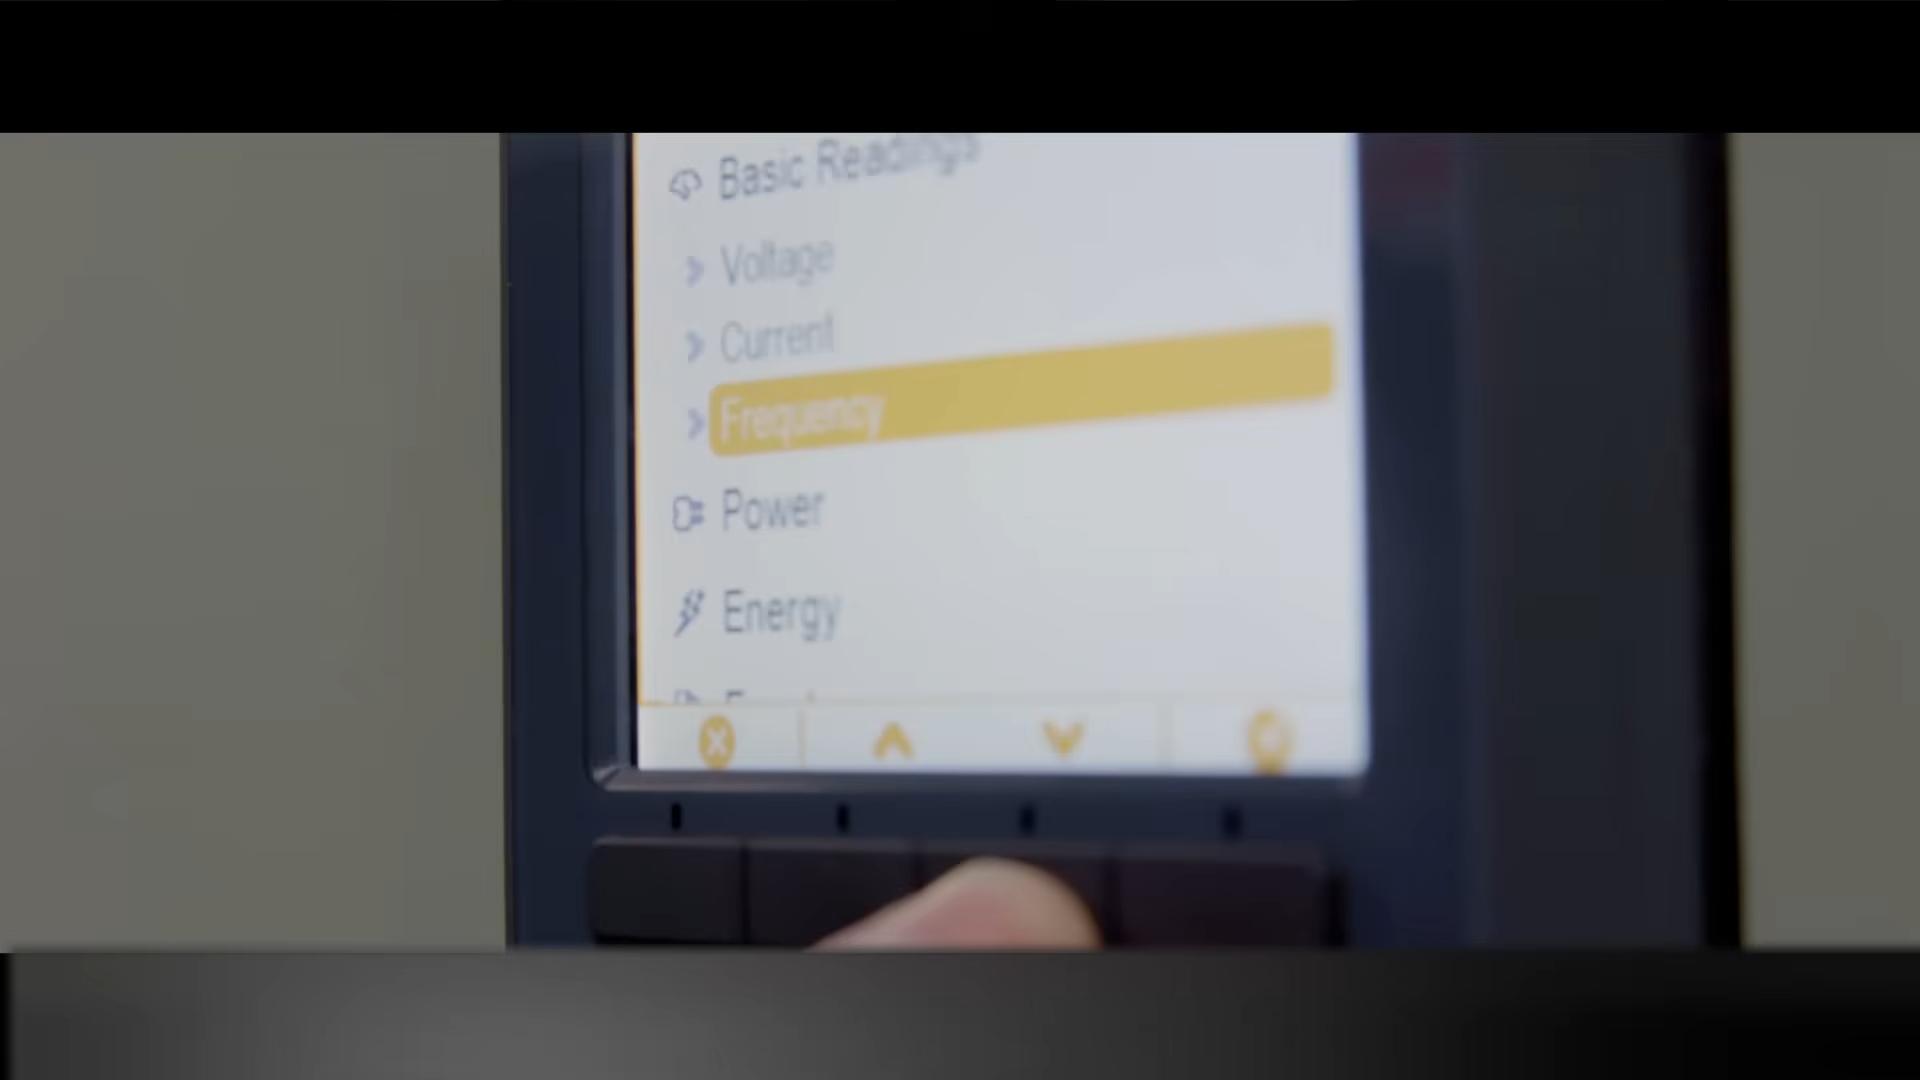 Basic Readings
Voltage
Current
Frequency
Power
Energy